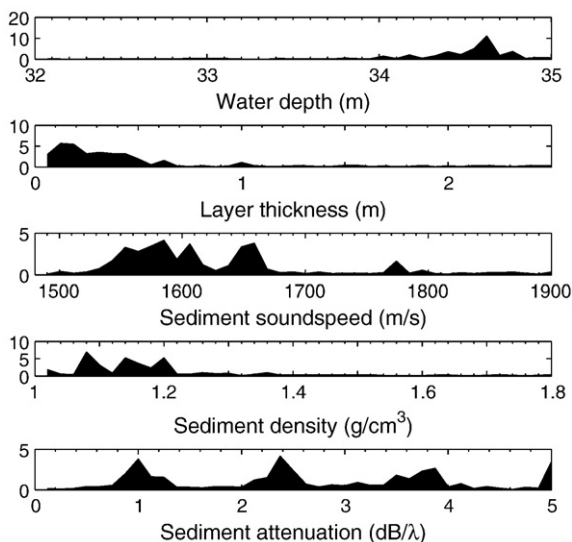 20
10
0
32 33 34 35
Water depth (m)
10
5
0
0 1 2
Layer thickness (m)
5
0
1500 1600 1700 1800 1900
Sediment soundspeed (m/s)
10
5
0
1 1.2 1.4 1.6 1.8
Sediment density (g/cm³)
5
0
0 1 2 3 4 5
Sediment attenuation (dB/λ)